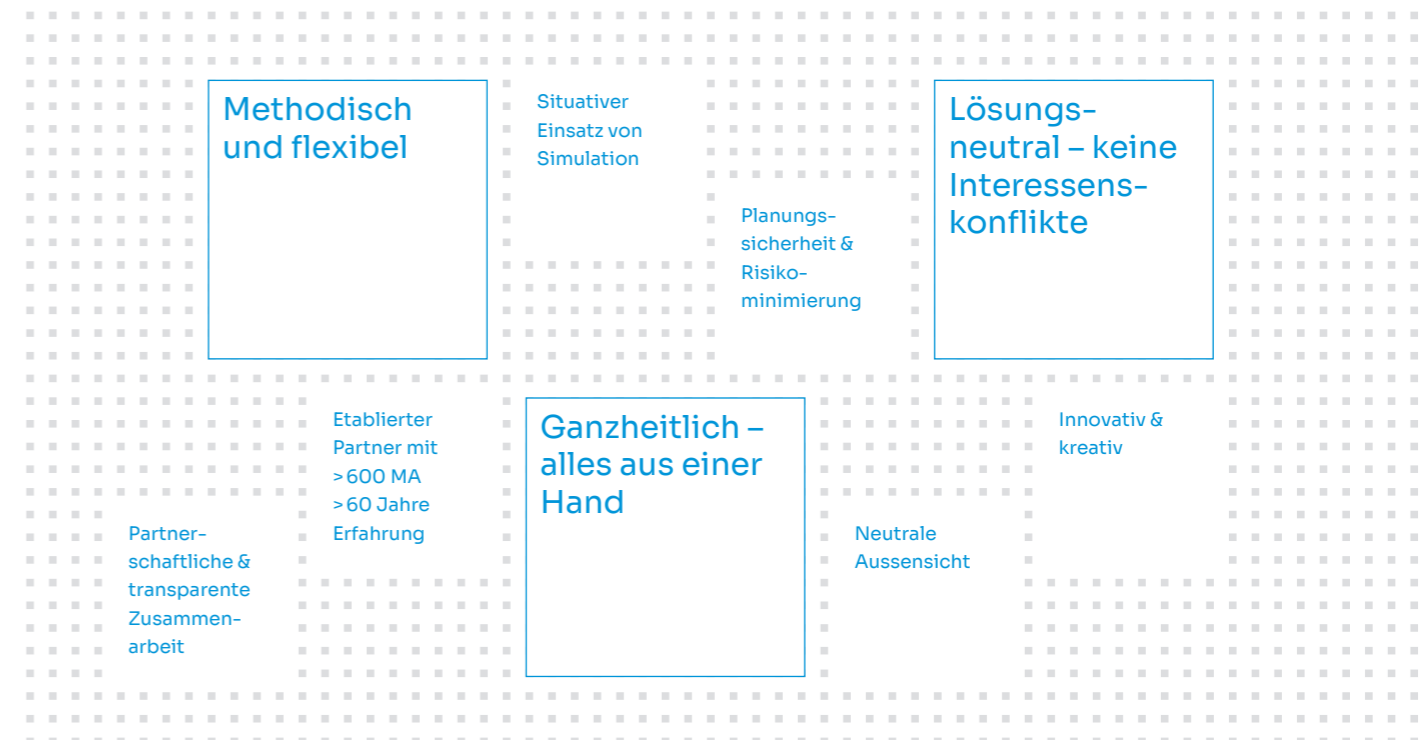 Methodisch
und flexibel
Situativer
Einsatz von
Simulation
Planungs-
sicherheit &
Risiko-
minimierung
Lösungs-
neutral – keine
Interessens-
konflikte
Partner-
schaftliche &
transparente
Zusammen-
arbeit
Etablierter
Partner mit
>600 MA
>60 Jahre
Erfahrung
Ganzheitlich –
alles aus einer
Hand
Neutrale
Aussensicht
Innovativ &
kreativ